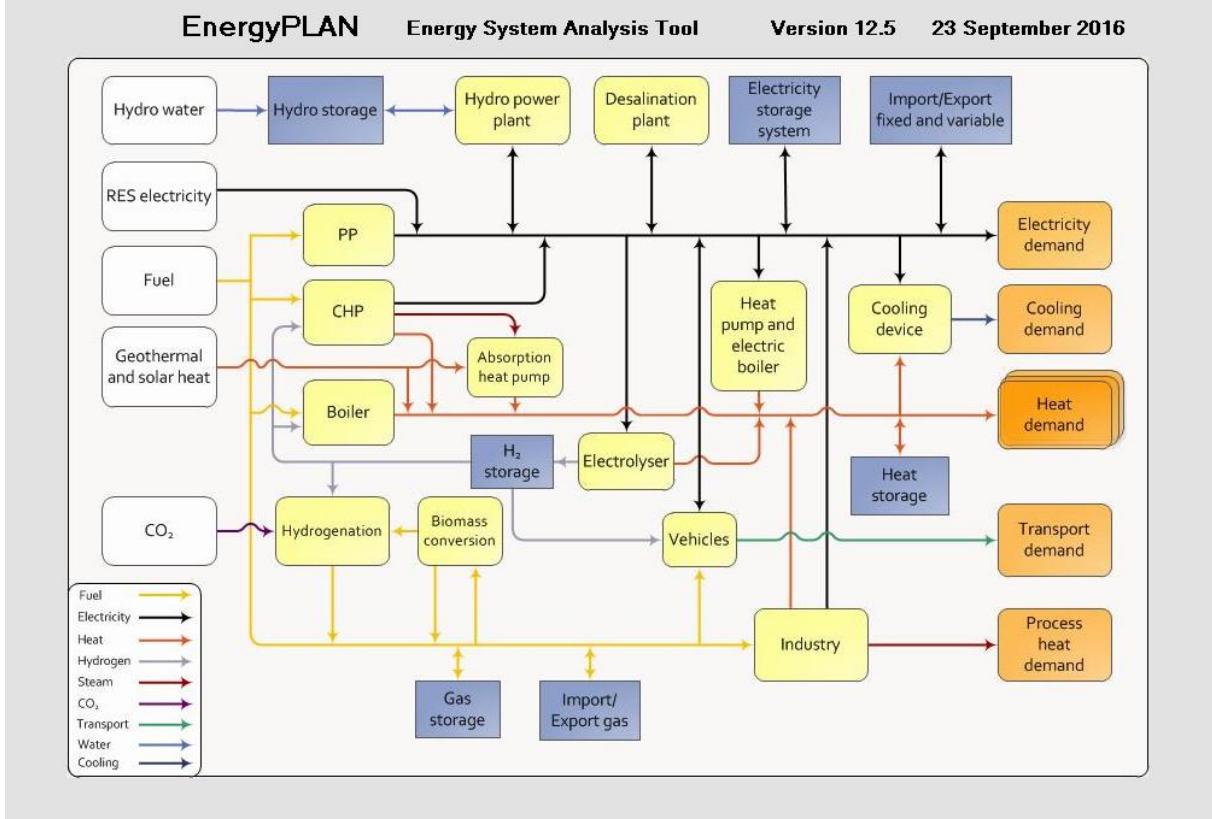 EnergyPLAN Energy System Analysis Tool Version 12.5 23 September 2016
Hydro water
Hydro storage
Hydro power
plant
Desalination
plant
Electricity
storage
system
Import/Export
fixed and variable
RES electricity
PP
Electricity
demand
Fuel
CHP
Heat
pump and
electric
boiler
Cooling
device
Cooling
demand
Geothermal
and solar heat
Absorption
heat pump
Boiler
Heat
demand
H₂
storage
Electrolyser
Heat
storage
CO₂
Hydrogenation
Biomass
conversion
Vehicles
Transport
demand
Industry
Process
heat
demand
Gas
storage
Import/
Export gas
Fuel
Electricity
Heat
Hydrogen
Steam
CO₂
Transport
Water
Cooling